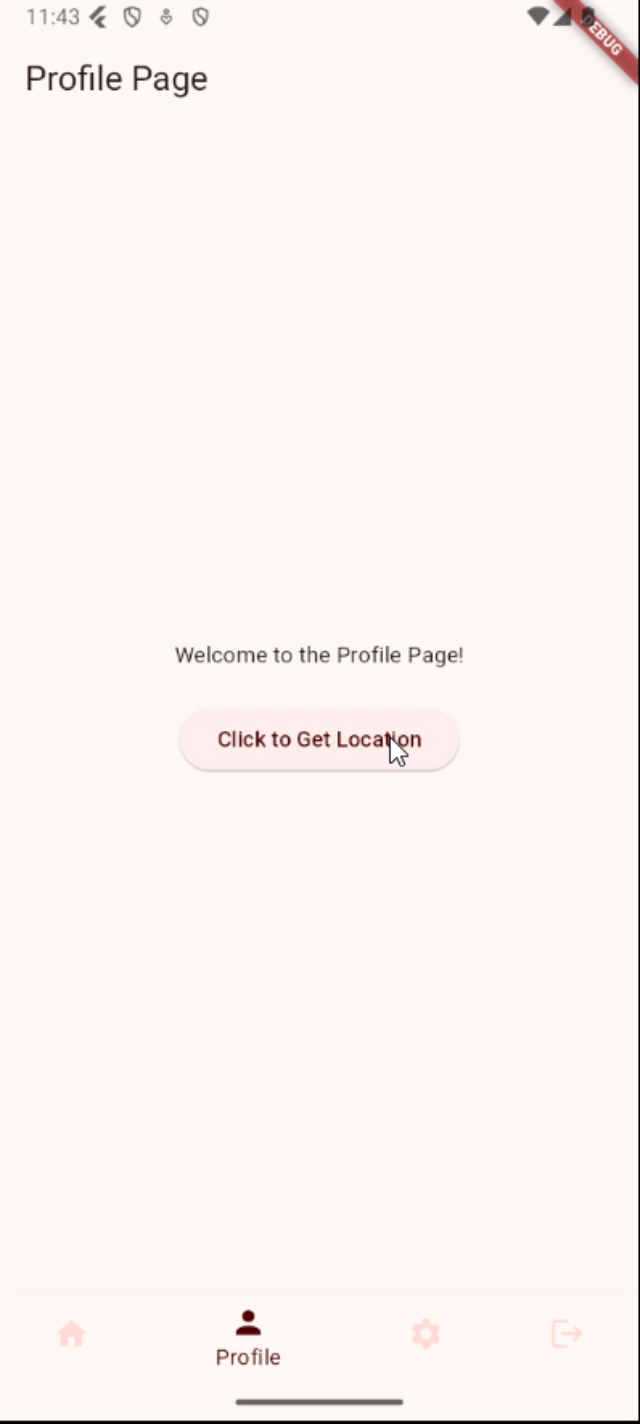 11:43
DEBUG
Profile Page
Welcome to the Profile Page!
Click to Get Location
Profile